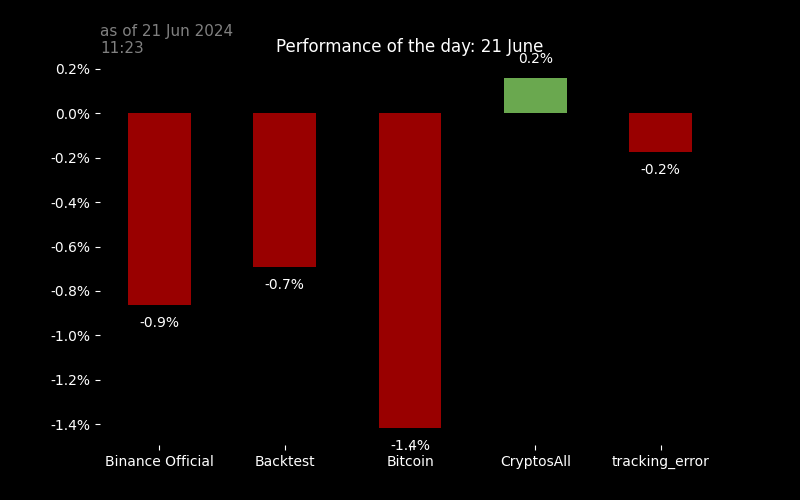 as of 21 Jun 2024
11:23
Performance of the day: 21 June
0.2%
0.2%
0.0%
-0.2%
-0.2%
-0.4%
-0.6%
-0.7%
-0.8%
-0.9%
-1.0%
-1.2%
-1.4%
-1.4%
Binance Official
Backtest
Bitcoin
CryptosAll
tracking_error